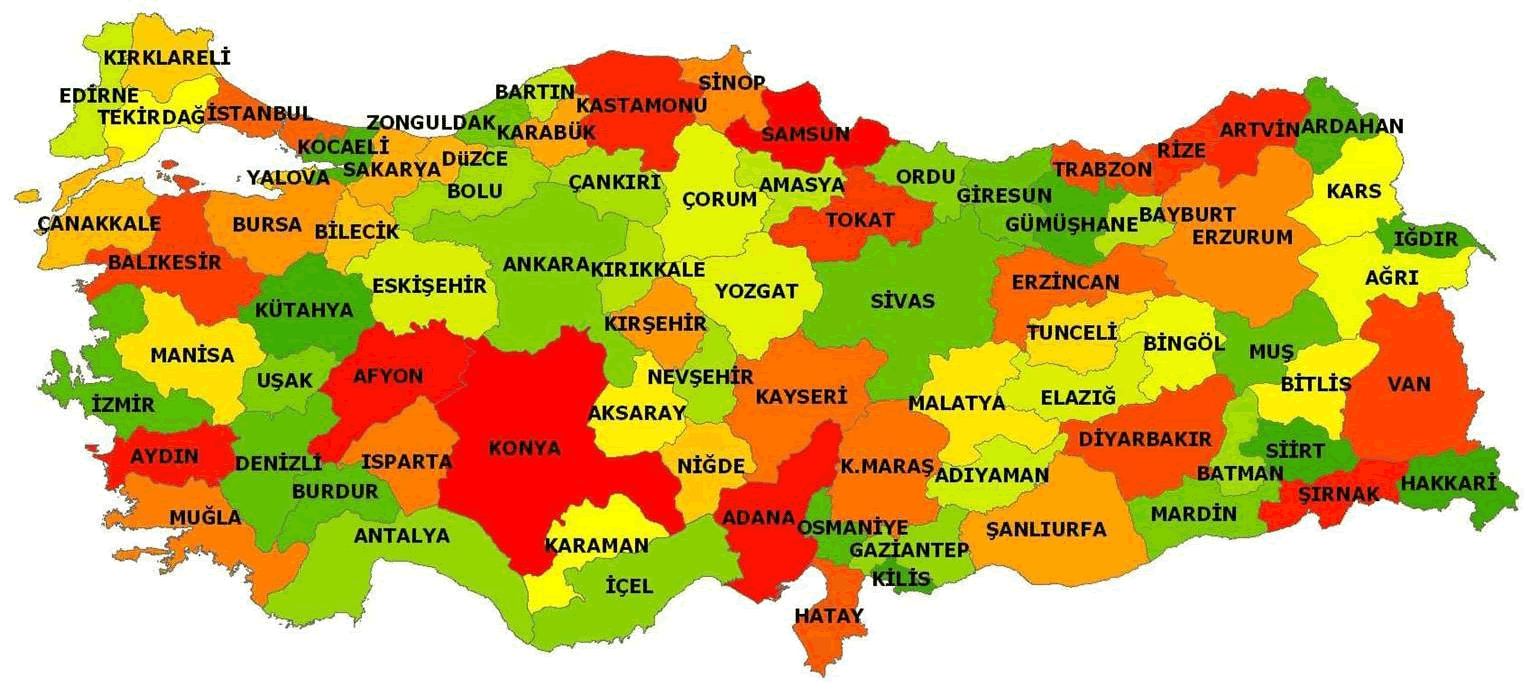 KIRKLARELİ
EDİRNE
TEKİRDAĞ
İSTANBUL
KOCAELİ
YALOVA
SAKARYA
DüZCE
ZONGULDAK
BARTIN
KARABÜK
KASTAMONU
SİNOP
SAMSUN
BOLU
ÇANKIRI
ÇORUM
AMASYA
TOKAT
ORDU
GİRESUN
GÜMÜŞHANE
TRABZON
RİZE
ARTVİN
ARDAHAN
KARS
IĞDIR
AĞRI
BAYBURT
ERZURUM
ERZİNCAN
ÇANAKKALE
BALIKESİR
BURSA
BİLECİK
ESKİŞEHİR
KÜTAHYA
ANKARA
KIRIKKALE
YOZGAT
SİVAS
KIRŞEHİR
TUNCELİ
BİNGÖL
MUŞ
BİTLİS
VAN
MANİSA
UŞAK
AFYON
İZMİR
NEVŞEHİR
AKSARAY
KAYSERİ
MALATYA
ELAZIĞ
DİYARBAKIR
AYDIN
DENİZLİ
ISPARTA
BURDUR
KONYA
NİĞDE
K.MARAŞ
ADIYAMAN
BATMAN
SİİRT
ŞIRNAK
HAKKARİ
MARDİN
MUĞLA
ANTALYA
KARAMAN
İÇEL
ADANA
OSMANİYE
GAZİANTEP
ŞANLIURFA
KİLİS
HATAY